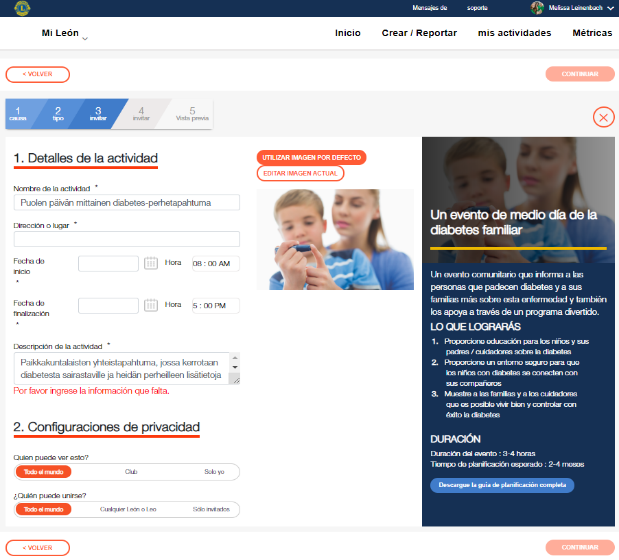 Mensajes de soporte Melissa Leinenbach
Mi León Inicio Crear / Reportar mis actividades Métricas
< VOLVER CONTINUAR
1 2 3 4 5
causa tipo invitar invitar Vista previa
1. Detalles de la actividad
Nombre de la actividad *
Puolen päivän mittainen diabetes-perhetapahtuma
Dirección o lugar *
Fecha de inicio * Hora 08 : 00 AM
Fecha de finalización * Hora 5 : 00 PM
Descripción de la actividad *
Paikkakuntalaisten yhteistapahtuma, jossa kerrotaan
diabetesta sairastaville ja heidän perheilleen lisätietoja
Por favor ingrese la información que falta.
2. Configuraciones de privacidad
Quien puede ver esto?
Todo el mundo Club Solo yo
¿Quién puede unirse?
Todo el mundo Cualquier León o Leo Sólo invitados
UTILIZAR IMAGEN POR DEFECTO
EDITAR IMAGEN ACTUAL
Un evento de medio día de la
diabetes familiar
Un evento comunitario que informa a las
personas que padecen diabetes y a sus
familias más sobre esta enfermedad y también
los apoya a través de un programa divertido.
LO QUE LOGRARÁS
1. Proporcione educación para los niños y sus
padres / cuidadores sobre la diabetes
2. Proporcione un entorno seguro para que
los niños con diabetes se conecten con
sus compañeros
3. Muestre a las familias y a los cuidadores
que es posible vivir bien y controlar con
éxito la diabetes
DURACIÓN
Duración del evento : 3-4 horas
Tiempo de planificación esperado : 2-4 meses
Descargue la guía de planificación completa
< VOLVER CONTINUAR